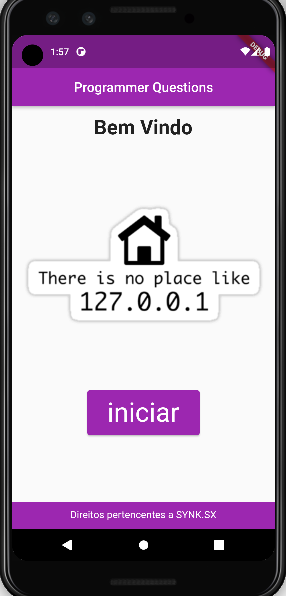 1:57
DEBUG
Programmer Questions
Bem Vindo
There is no place like
127.0.0.1
iniciar
Direitos pertencentes a SYNK.SX